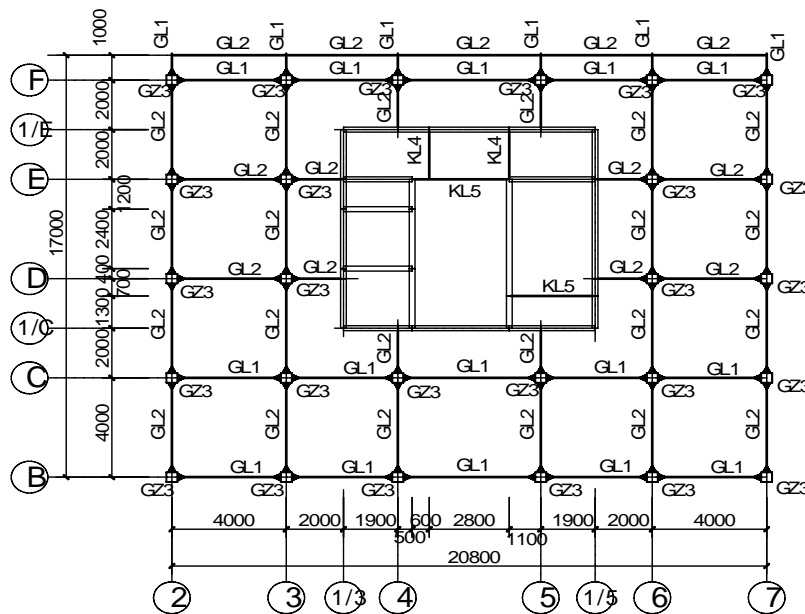 1000 GL1 GL1 GL1 GL1 GL1 GL1
GL2 GL2 GL2 GL2 GL2
F GL1 GL1 GL1 GL1 GL1
GZ3 GZ3 GZ3 GZ3 GZ3 GZ3
2000 GL2 GL2 GL2 GL2 GL2 GL2
1/E
2000 KL4 KL4
E GL2 GL2 GL2 GL2
GZ3 GZ3 KL5 GZ3 GZ3
1200
17000 2400 GL2 GL2 GL2 GL2
D 400 GL2 GL2 GL2 GL2
700 GZ3 GZ3 KL5 GZ3 GZ3
1300
1/C
2000 GL2 GL2 GL2 GL2 GL2 GL2
C GL1 GL1 GL1 GL1 GL1
GZ3 GZ3 GZ3 GZ3 GZ3 GZ3
4000 GL2 GL2 GL2 GL2 GL2 GL2
B GL1 GL1 GL1 GL1 GL1
GZ3 GZ3 GZ3 GZ3 GZ3 GZ3
4000 2000 1900 600 2800 1900 2000 4000
500 1100
20800
2 3 1/3 4 5 1/5 6 7